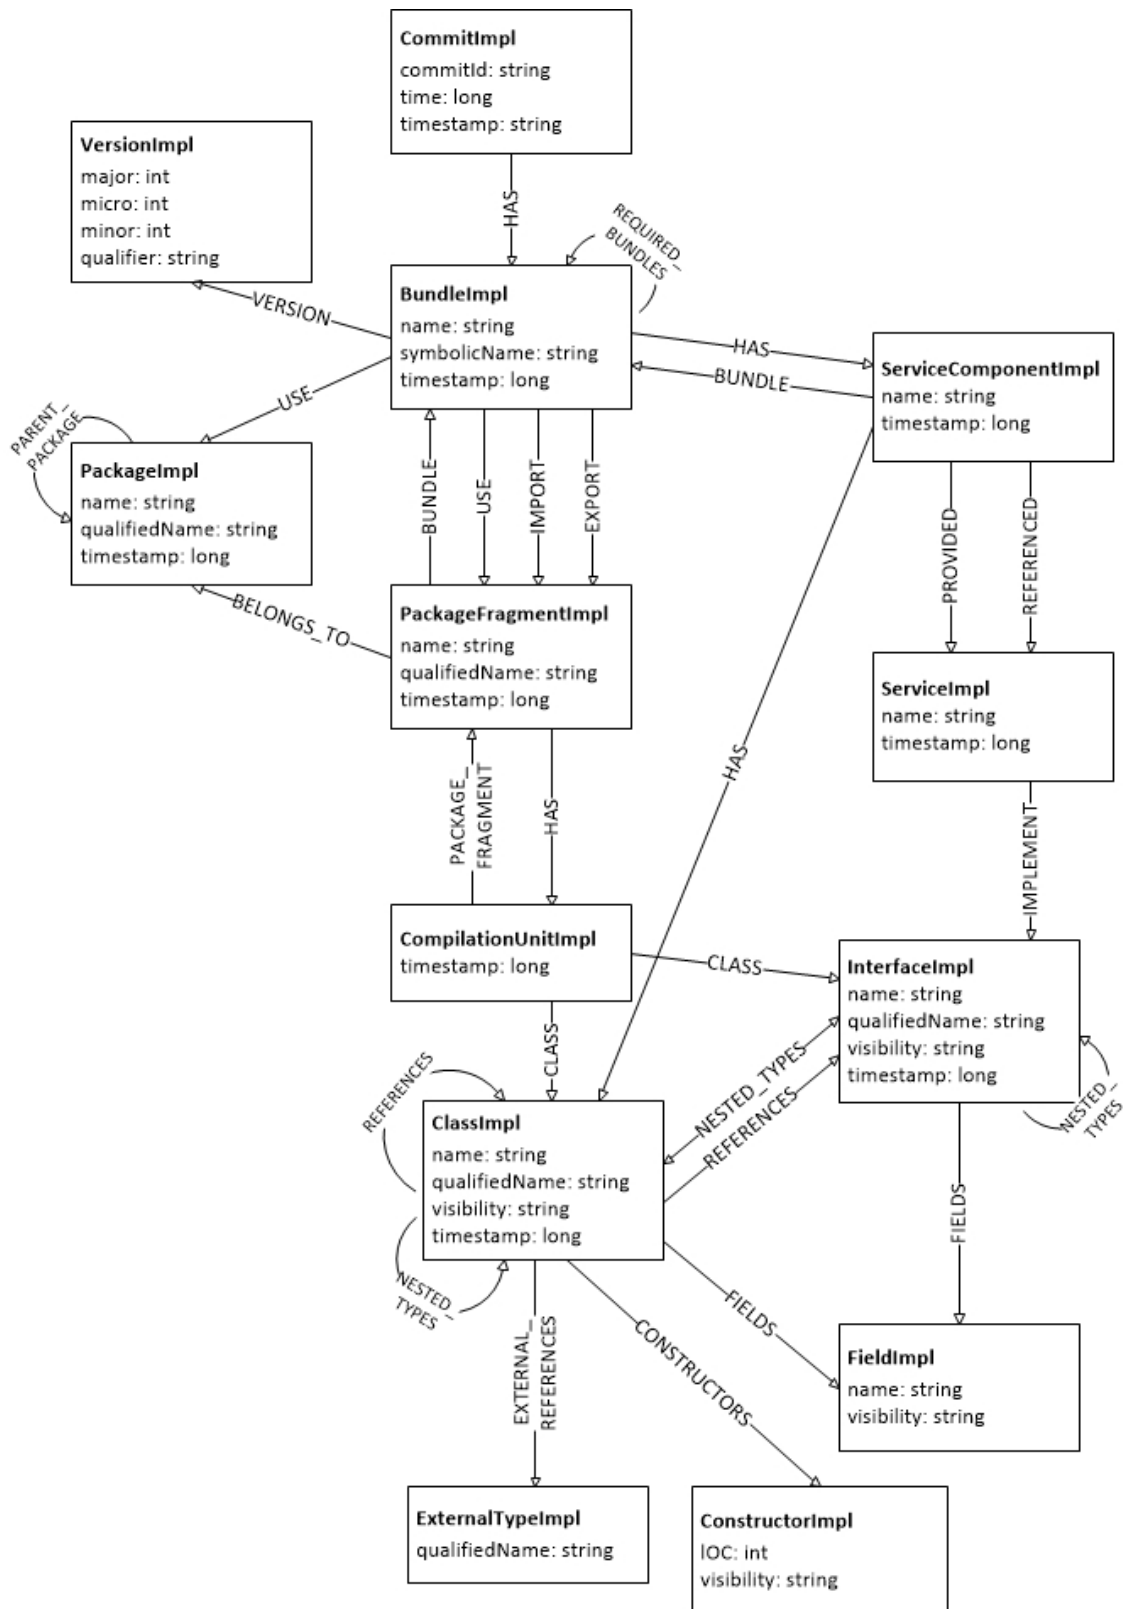 CommitImpl
commitId: string
time: long
timestamp: string
VersionImpl
major: int
micro: int
minor: int
qualifier: string
HAS
REQUIRED_
BUNDLES
BundleImpl
name: string
symbolicName: string
timestamp: long
VERSION
HAS
BUNDLE
ServiceComponentImpl
name: string
timestamp: long
USE
PARENT_
PACKAGE
PackageImpl
name: string
qualifiedName: string
timestamp: long
BUNDLE
USE
IMPORT
EXPORT
PROVIDED
REFERENCED
BELONGS_TO
PackageFragmentImpl
name: string
qualifiedName: string
timestamp: long
ServiceImpl
name: string
timestamp: long
HAS
PACKAGE_
FRAGMENT
HAS
IMPLEMENT
CompilationUnitImpl
timestamp: long
CLASS
InterfaceImpl
name: string
qualifiedName: string
visibility: string
timestamp: long
CLASS
NESTED_TYPES
REFERENCES
NESTED_
TYPES
REFERENCES
ClassImpl
name: string
qualifiedName: string
visibility: string
timestamp: long
NESTED_
TYPES
FIELDS
FIELDS
EXTERNAL_
REFERENCES
CONSTRUCTORS
FieldImpl
name: string
visibility: string
ExternalTypeImpl
qualifiedName: string
ConstructorImpl
lOC: int
visibility: string